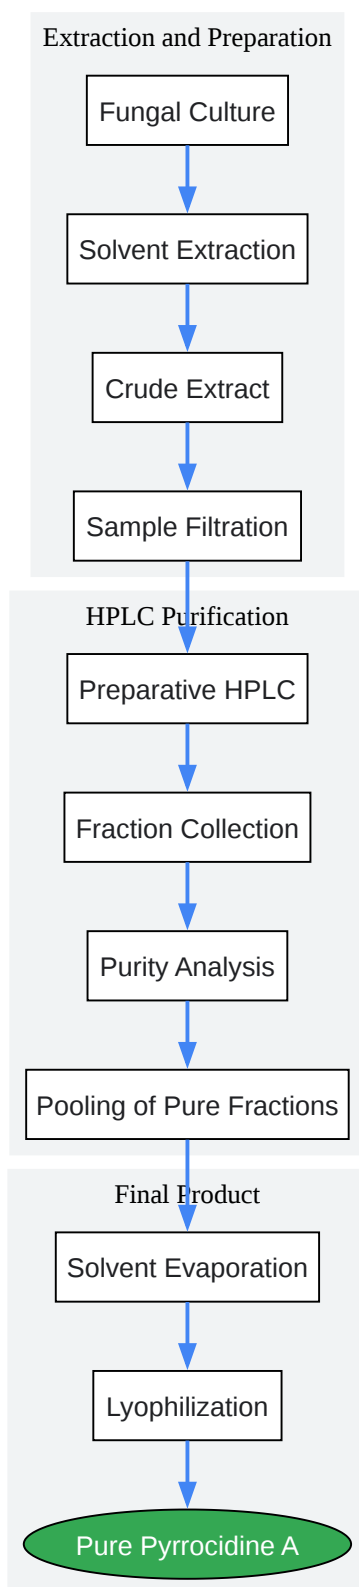 Extraction and Preparation
Fungal Culture
Solvent Extraction
Crude Extract
Sample Filtration
HPLC Purification
Preparative HPLC
Fraction Collection
Purity Analysis
Pooling of Pure Fractions
Final Product
Solvent Evaporation
Lyophilization
Pure Pyrrocidine A